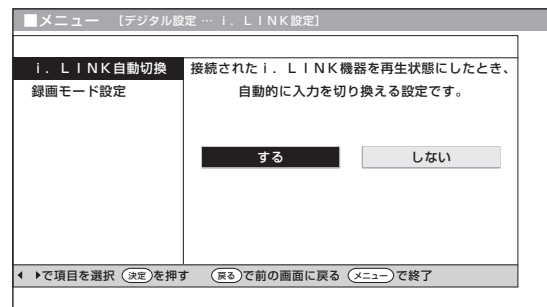 ■メニュー [デジタル設定 … i．LINK設定]
i．LINK自動切換
録画モード設定
接続されたi．LINK機器を再生状態にしたとき、
自動的に入力を切り換える設定です。
する
しない
で項目を選択 決定を押す 戻るで前の画面に戻る メニューで終了